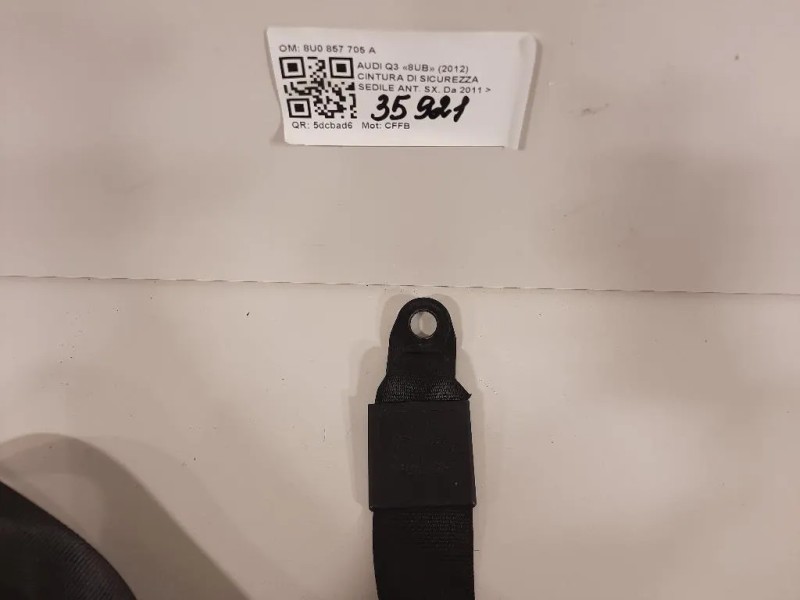 OM: 8U0 857 705 A
AUDI Q3 «8UB» (2012)
CINTURA DI SICUREZZA
SEDILE ANT. SX. Da 2011 >
35921
QR: 5dcbad6 Mot: CFFB